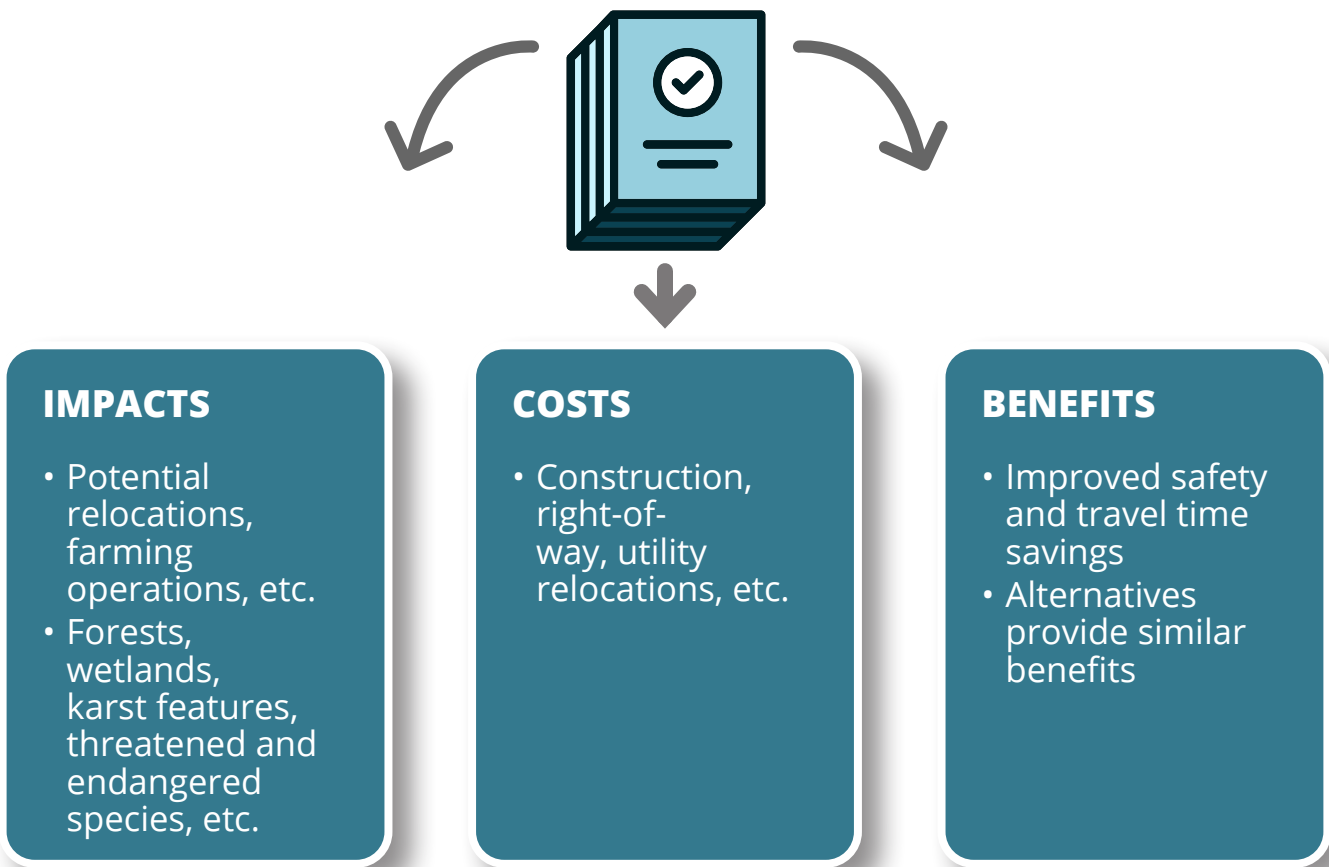 IMPACTS
• Potential
relocations,
farming
operations, etc.
• Forests,
wetlands,
karst features,
threatened and
endangered
species, etc.
COSTS
• Construction,
right-of-
way, utility
relocations, etc.
BENEFITS
• Improved safety
and travel time
savings
• Alternatives
provide similar
benefits